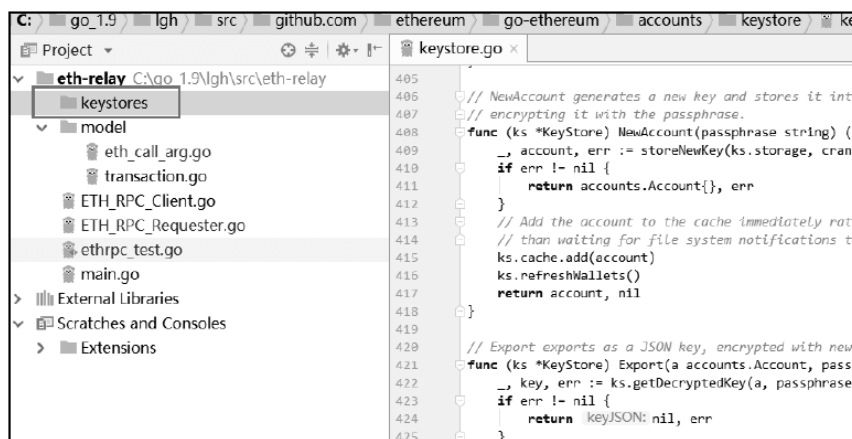 C: go_1.9 lgh src github.com ethereum go-ethereum accounts keystore
Project
keystore.go ×
eth-relay C:\go_1.9\lgh\src\eth-relay
keystores
model
eth_call_arg.go
transaction.go
ETH_RPC_Client.go
ETH_RPC_Requester.go
ethrpc_test.go
main.go
External Libraries
Scratches and Consoles
Extensions
405
406 // NewAccount generates a new key and stores it int
407 // encrypting it with the passphrase.
408 func (ks *KeyStore) NewAccount(passphrase string) (
409 _, account, err := storeNewKey(ks.storage, cran
410 if err != nil {
411 return accounts.Account{}, err
412 }
413 // Add the account to the cache immediately rat
414 // than waiting for file system notifications t
415 ks.cache.add(account)
416 ks.refreshWallets()
417 return account, nil
418 }
419
420 // Export exports as a JSON key, encrypted with new
421 func (ks *KeyStore) Export(a accounts.Account, pass
422 _, key, err := ks.getDecryptedKey(a, passphrase
423 if err != nil {
424 return keyJSON: nil, err
425 }